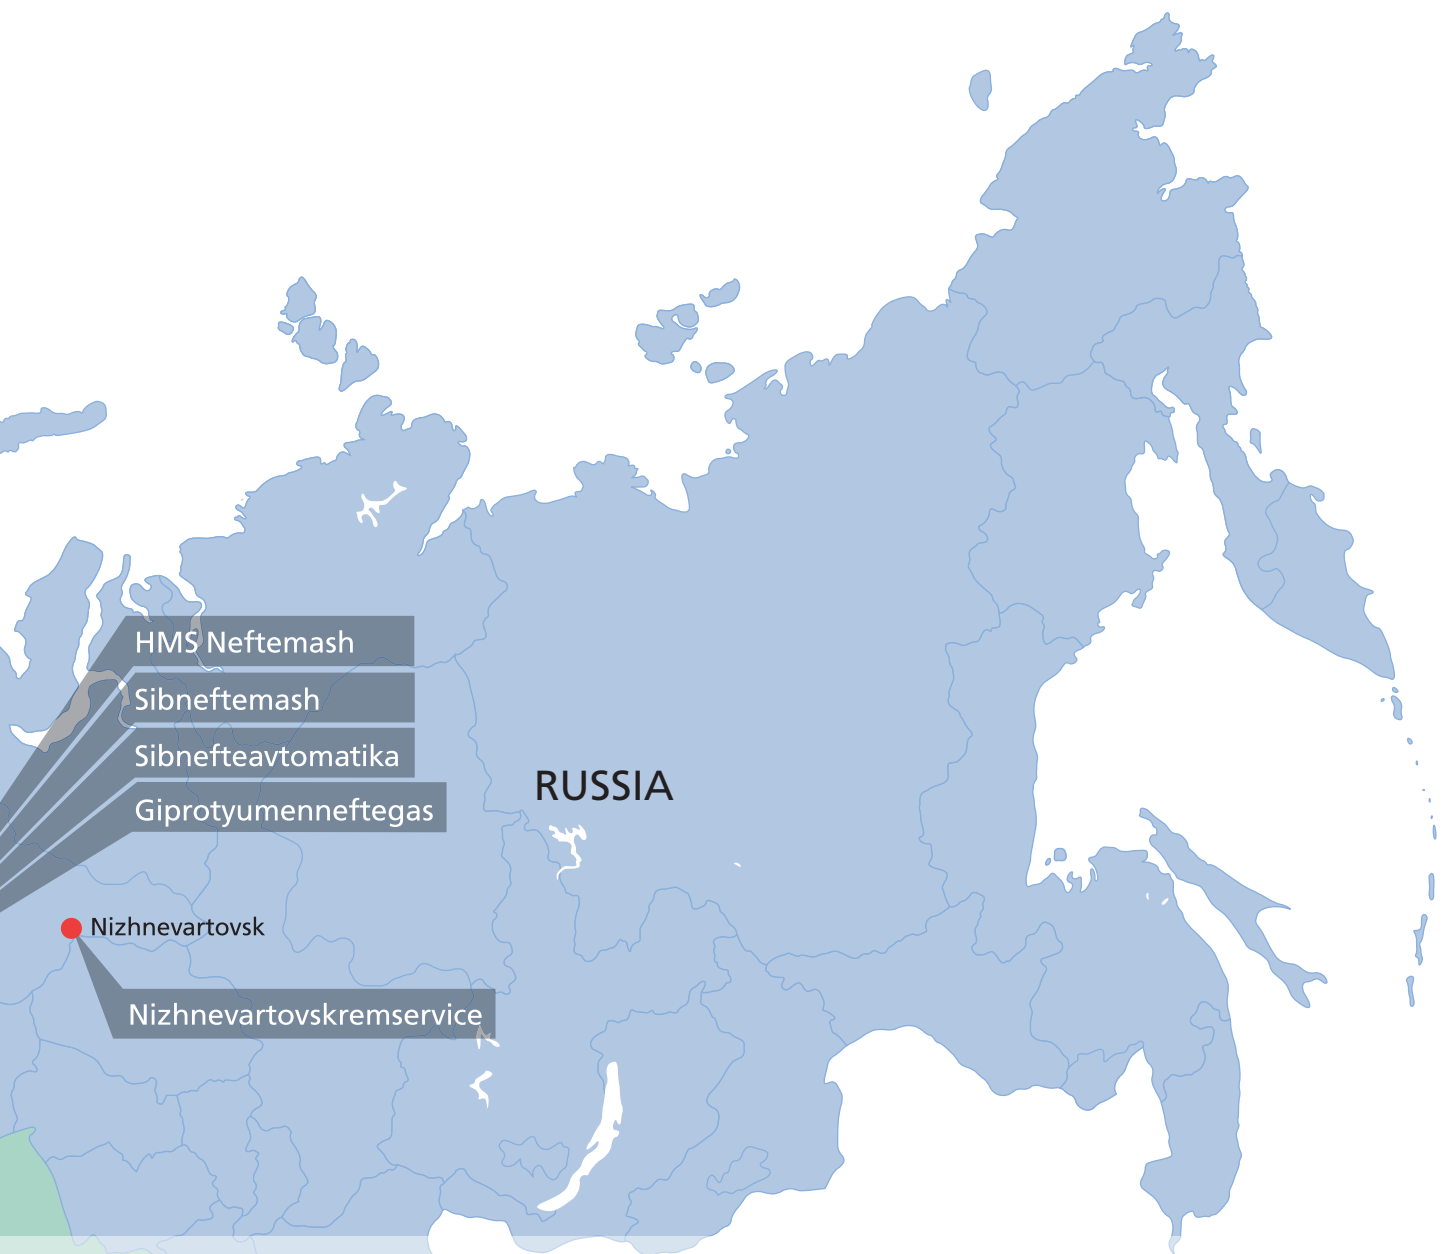 HMS Neftemash
Sibneftemash
Sibnefteavtomatika
RUSSIA
Giprotyumenneftegas
Nizhnevartovsk
Nizhnevartovskremservice